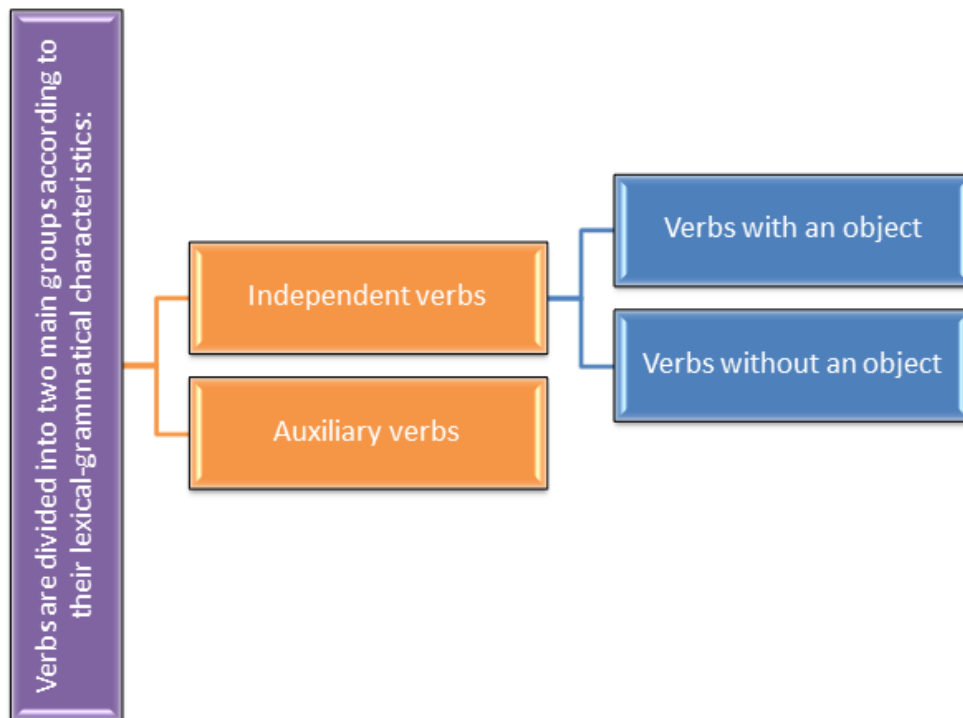 Verbs are divided into two main groups according to
their lexical-grammatical characteristics:
Independent verbs
Auxiliary verbs
Verbs with an object
Verbs without an object